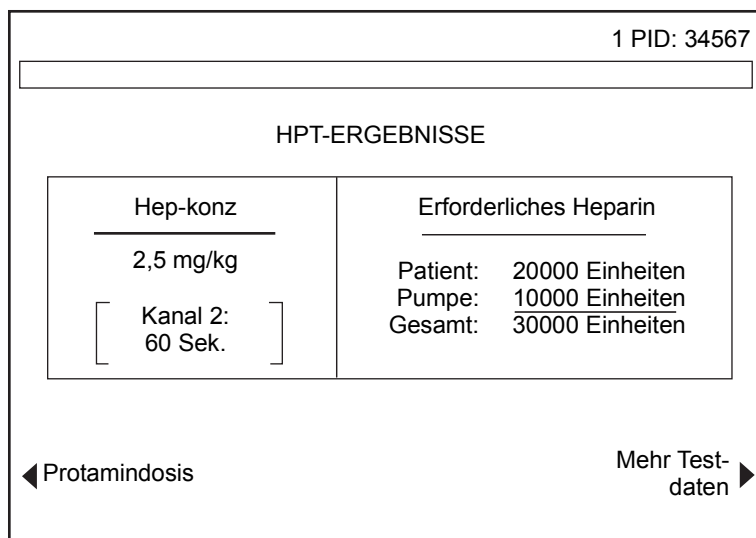 1 PID: 34567
HPT-ERGEBNISSE
Hep-konz
2,5 mg/kg
Kanal 2:
60 Sek.
Erforderliches Heparin
Patient: 20000 Einheiten
Pumpe: 10000 Einheiten
Gesamt: 30000 Einheiten
Protamindosis
Mehr Test-
daten